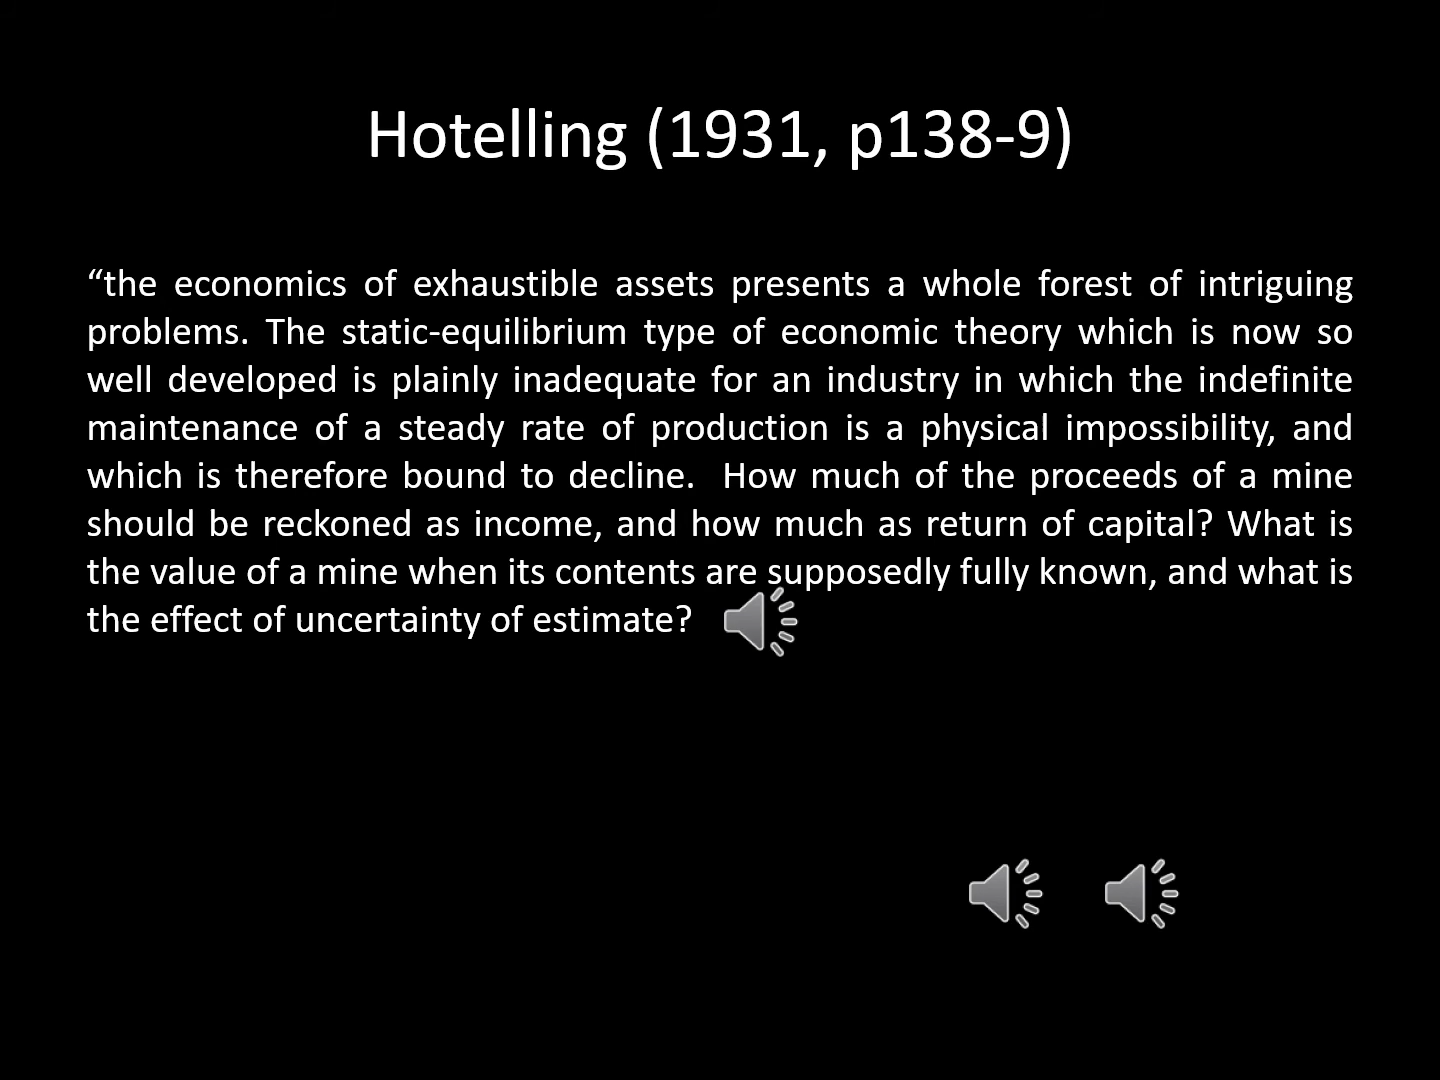 Hotelling (1931, p138-9)
“the economics of exhaustible assets presents a whole forest of intriguing
problems. The static-equilibrium type of economic theory which is now so
well developed is plainly inadequate for an industry in which the indefinite
maintenance of a steady rate of production is a physical impossibility, and
which is therefore bound to decline.  How much of the proceeds of a mine
should be reckoned as income, and how much as return of capital? What is
the value of a mine when its contents are supposedly fully known, and what is
the effect of uncertainty of estimate?